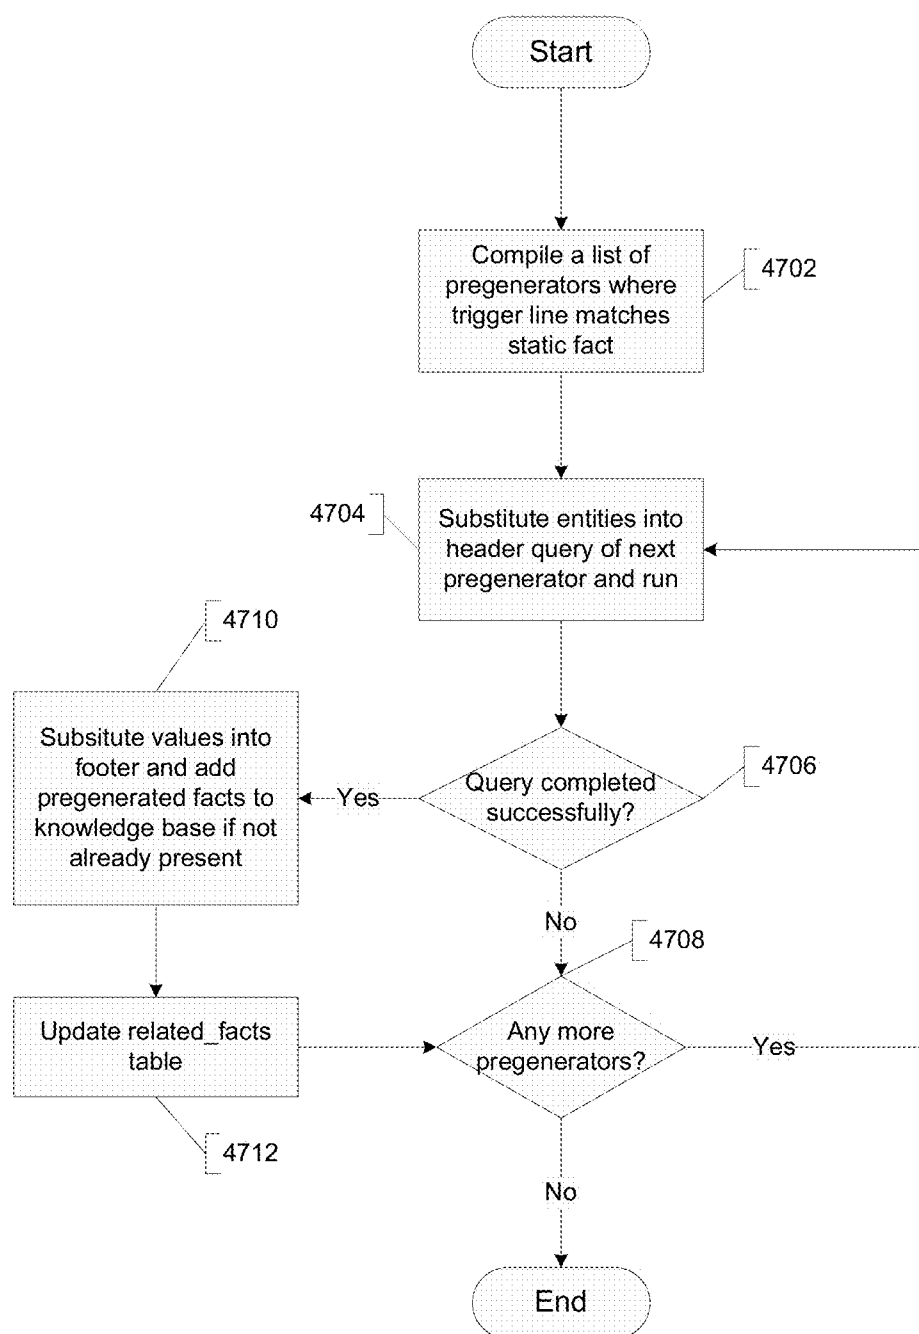 Start
Compile a list of
pregenerators where
trigger line matches
static fact
4702
4704
Substitute entities into
header query of next
pregenerator and run
4710
Subsitute values into
footer and add
pregenerated facts to
knowledge base if not
already present
Yes
Query completed
successfully?
4706
No
4708
Update related_facts
table
Any more
pregenerators?
Yes
4712
No
End